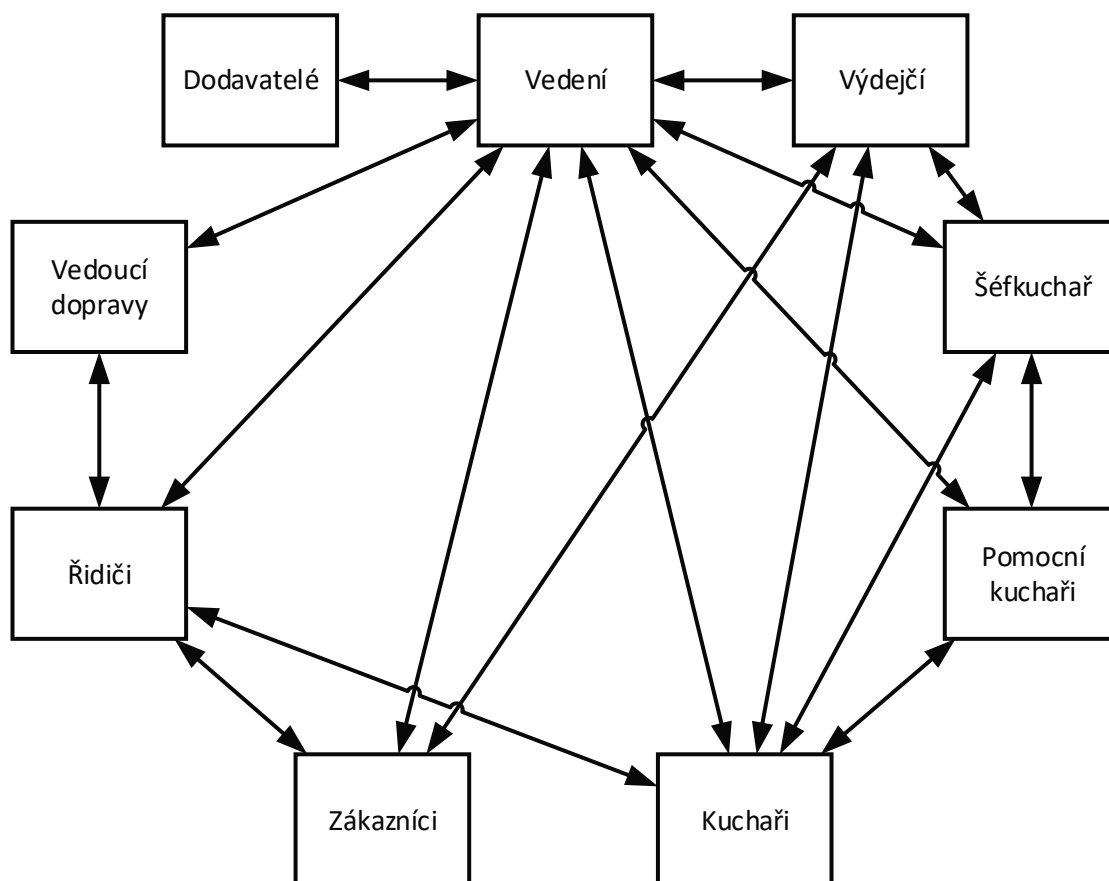 Dodavatelé
Vedení
Výdejčí
Vedoucí
dopravy
Šéfkuchař
Řidiči
Pomocní
kuchaři
Zákazníci
Kuchaři